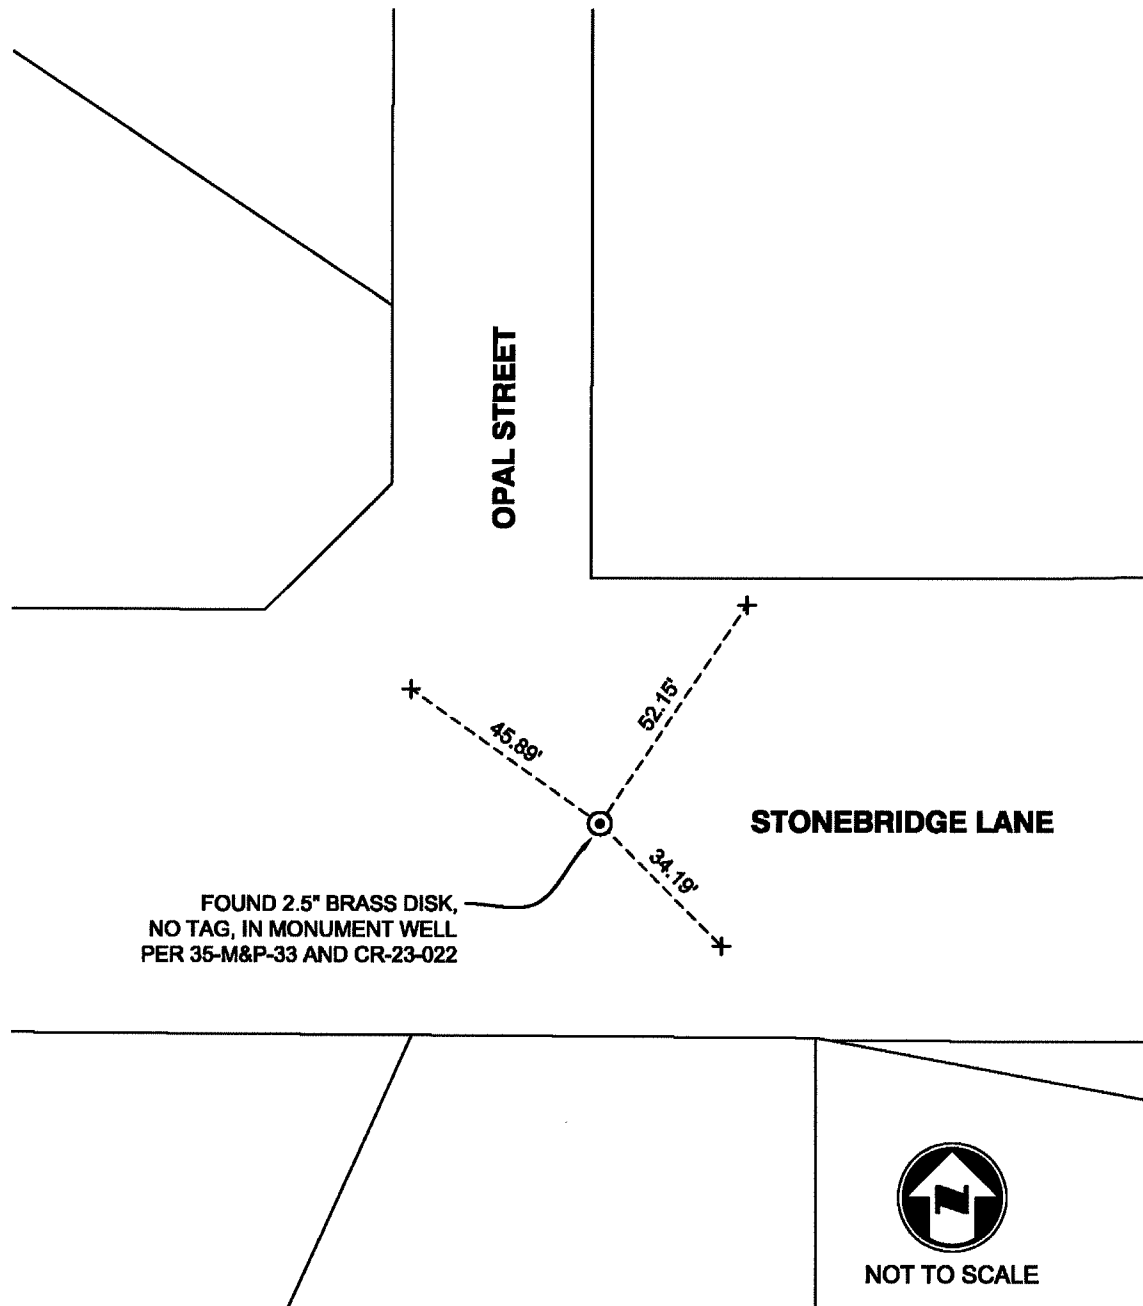 OPAL STREET
52.15'
45.89'
STONEBRIDGE LANE
34.19'
FOUND 2.5" BRASS DISK,
NO TAG, IN MONUMENT WELL
PER 35-M&P-33 AND CR-23-022
N
NOT TO SCALE